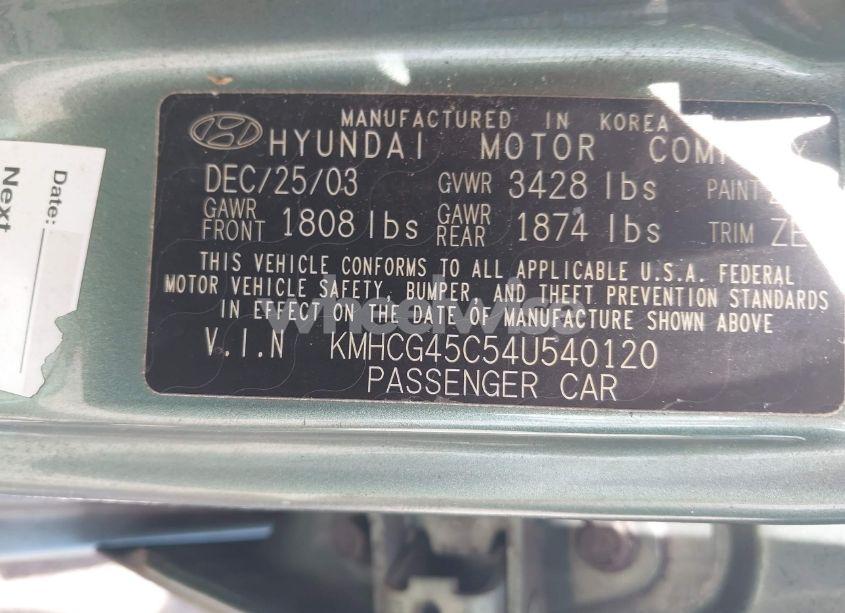 MANUFACTURED IN KOREA
HYUNDAI MOTOR
DEC/25/03 GVWR 3428 lbs PAINT
GAWR FRONT 1808 lbs GAWR REAR 1874 lbs TRIM ZE
THIS VEHICLE CONFORMS TO ALL APPLICABLE U.S.A. FEDERAL
MOTOR VEHICLE SAFETY, BUMPER, AND THEFT PREVENTION STANDARDS
IN EFFECT ON THE DATE OF MANUFACTURE SHOWN ABOVE
V.I.N KMHCG45C54U540120
PASSENGER CAR
Date:
Next
wheelwise